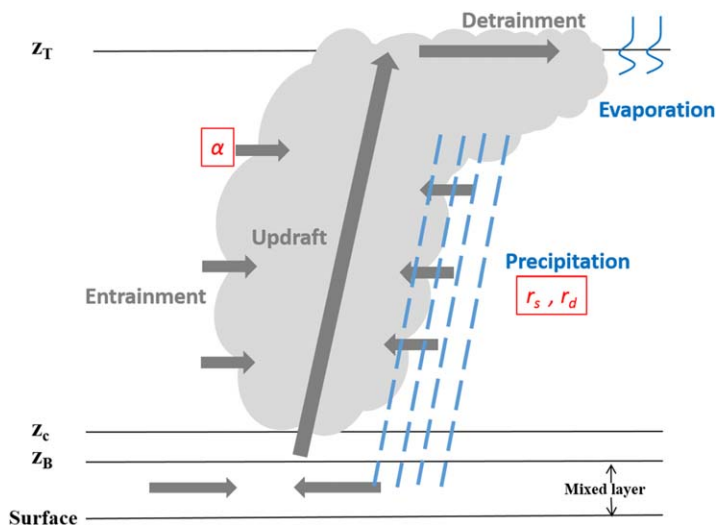 Detrainment
Z_T
Evaporation
α
Updraft
Precipitation
r_s , r_d
Entrainment
Z_c
Z_B
Mixed layer
Surface